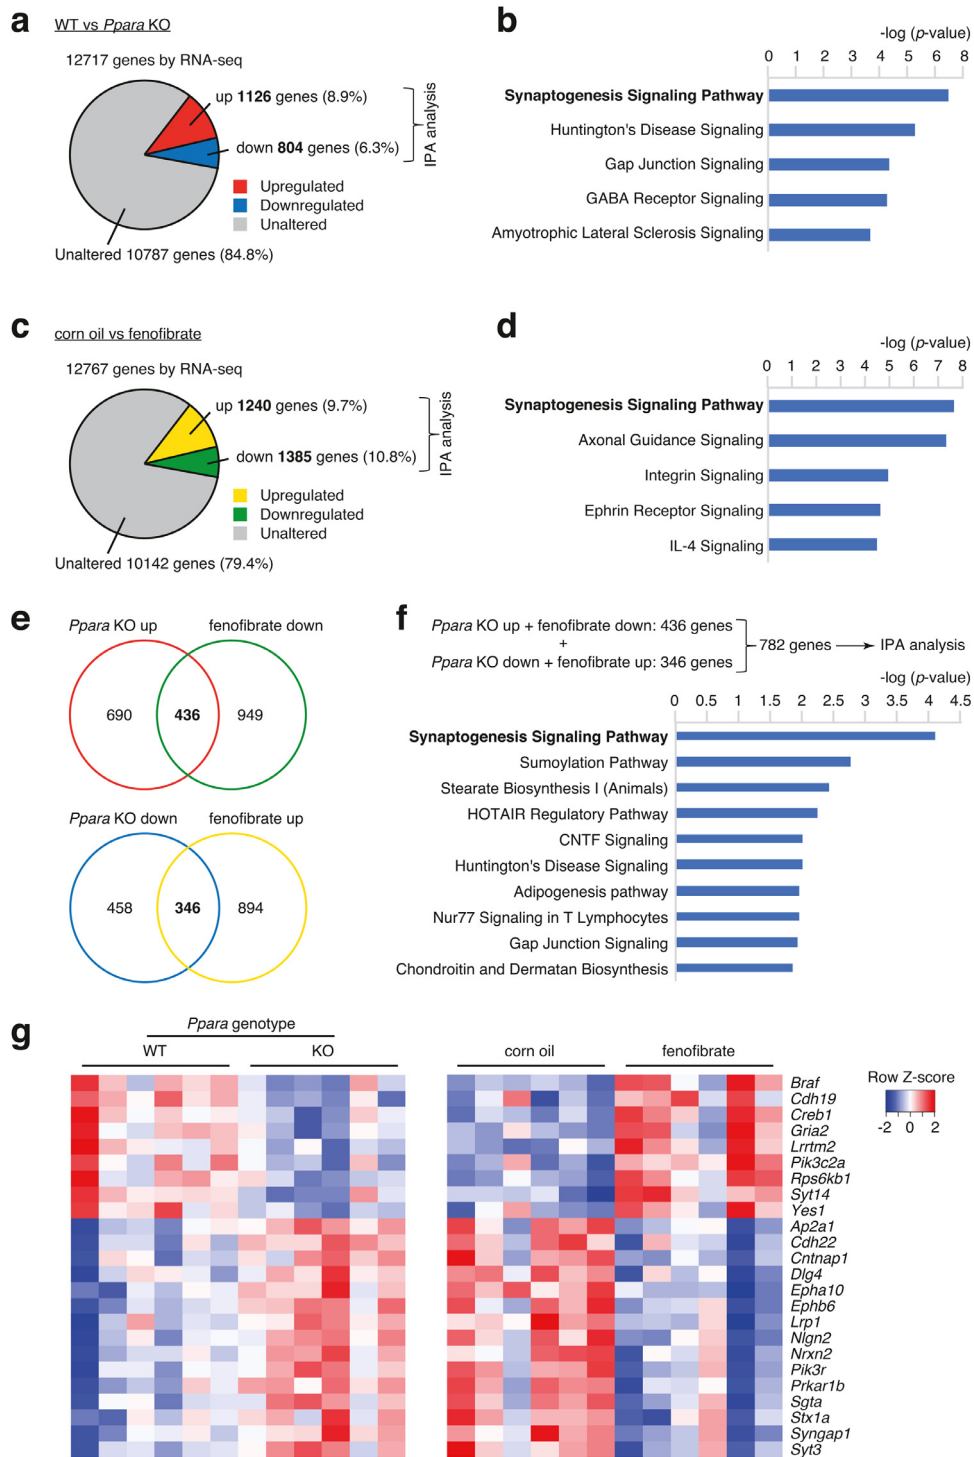 a
WT vs Ppara KO
12717 genes by RNA-seq
up 1126 genes (8.9%)
down 804 genes (6.3%)
IPA analysis
Upregulated
Downregulated
Unaltered
Unaltered 10787 genes (84.8%)
b
-log (p-value)
0 1 2 3 4 5 6 7 8
Synaptogenesis Signaling Pathway
Huntington's Disease Signaling
Gap Junction Signaling
GABA Receptor Signaling
Amyotrophic Lateral Sclerosis Signaling
c
corn oil vs fenofibrate
12767 genes by RNA-seq
up 1240 genes (9.7%)
down 1385 genes (10.8%)
IPA analysis
Upregulated
Downregulated
Unaltered
Unaltered 10142 genes (79.4%)
d
-log (p-value)
0 1 2 3 4 5 6 7 8
Synaptogenesis Signaling Pathway
Axonal Guidance Signaling
Integrin Signaling
Ephrin Receptor Signaling
IL-4 Signaling
e
Ppara KO up fenofibrate down
690 436 949
Ppara KO down fenofibrate up
458 346 894
f
Ppara KO up + fenofibrate down: 436 genes
+
Ppara KO down + fenofibrate up: 346 genes
782 genes
IPA analysis
-log (p-value)
0 0.5 1 1.5 2 2.5 3 3.5 4 4.5
Synaptogenesis Signaling Pathway
Sumoylation Pathway
Stearate Biosynthesis I (Animals)
HOTAIR Regulatory Pathway
CNTF Signaling
Huntington's Disease Signaling
Adipogenesis pathway
Nur77 Signaling in T Lymphocytes
Gap Junction Signaling
Chondroitin and Dermatan Biosynthesis
g
Ppara genotype
WT KO
corn oil fenofibrate
Braf
Cdh19
Creb1
Gria2
Lrrtm2
Pik3c2a
Rps6kb1
Syt14
Yes1
Ap2a1
Cdh22
Cntnap1
Dlg4
Epha10
Ephb6
Lrp1
Nlgn2
Nrxn2
Pik3r
Prkar1b
Sgta
Stx1a
Syngap1
Syt3
Row Z-score
-2 0 2